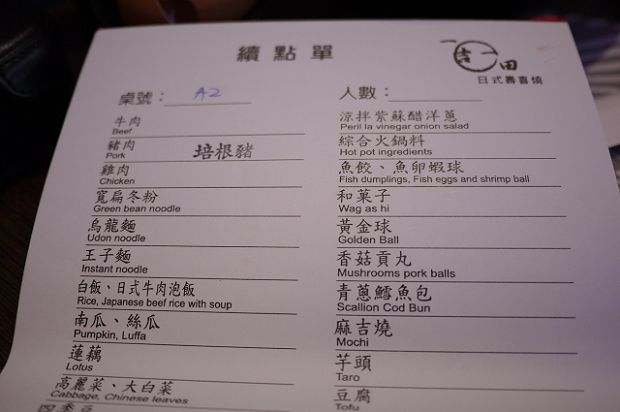 續點單
吉田
日式壽喜燒
桌號： A2
人數：
牛肉
Beef
豬肉 培根豬
Pork
雞肉
Chicken
寬扁冬粉
Green bean noodle
烏龍麵
Udon noodle
王子麵
Instant noodle
白飯、日式牛肉泡飯
Rice, Japanese beef rice with soup
南瓜、絲瓜
Pumpkin, Luffa
蓮藕
Lotus
高麗菜、大白菜
Cabbage, Chinese leaves
四季豆
涼拌紫蘇醋洋蔥
Peril la vinegar onion salad
綜合火鍋料
Hot pot ingredients
魚餃、魚卵蝦球
Fish dumplings, Fish eggs and shrimp ball
和菓子
Wag as hi
黃金球
Golden Ball
香菇貢丸
Mushrooms pork balls
青蔥鱈魚包
Scallion Cod Bun
麻吉燒
Mochi
芋頭
Taro
豆腐
Tofu